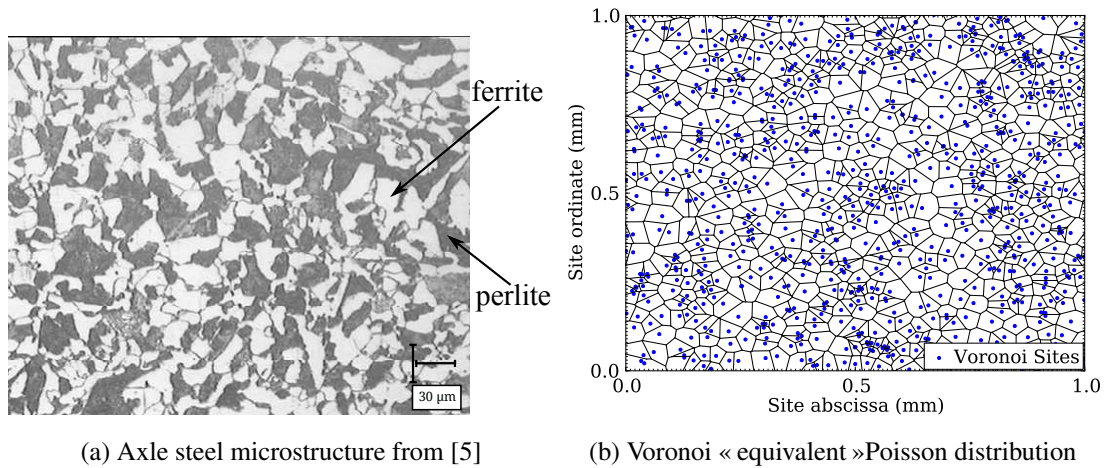 ferrite
perlite
30 µm
(a) Axle steel microstructure from [5]
1.0
0.5
0.0
Site ordinate (mm)
Voronoi Sites
0.0
0.5
1.0
Site abscissa (mm)
(b) Voronoi « equivalent »Poisson distribution